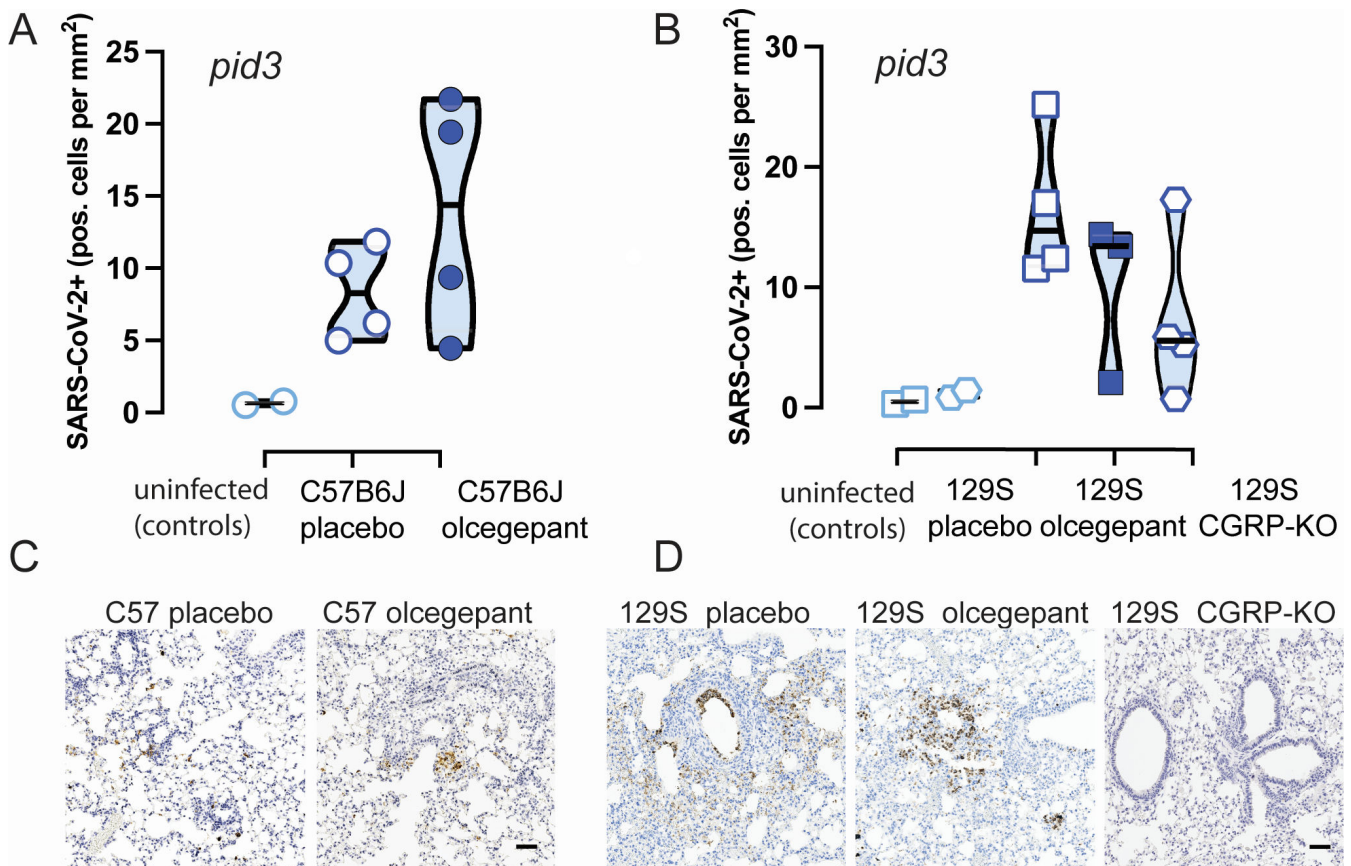 A
pid3
SARS-CoV-2+ (pos. cells per mm²)
25
20
15
10
5
0
uninfected
(controls)
C57B6J
placebo
C57B6J
olcegepant
B
pid3
SARS-CoV-2+ (pos. cells per mm²)
30
20
10
0
uninfected
(controls)
129S
placebo
129S
olcegepant
129S
CGRP-KO
C
C57 placebo
C57 olcegepant
D
129S placebo
129S olcegepant
129S CGRP-KO